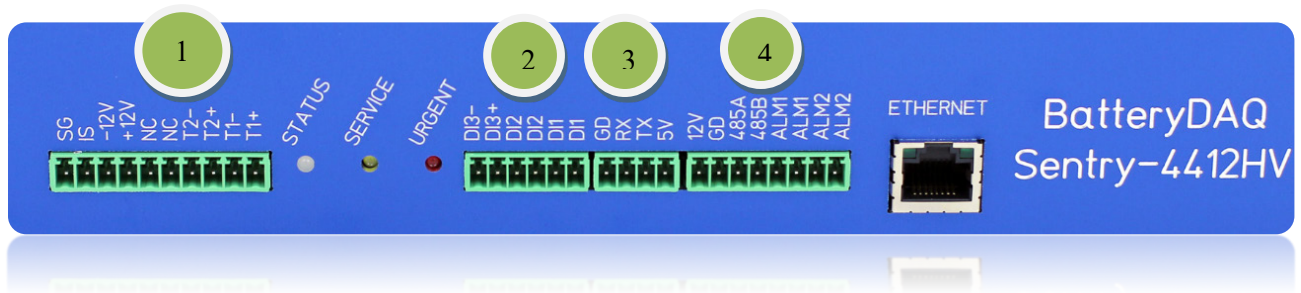 1
2
3
4
SG
IS
-12V
+12V
NC
NC
T2-
T2+
T1-
T1+
STATUS
SERVICE
URGENT
DI3-
DI3+
DI2
DI2
DI1
DI1
GD
RX
TX
5V
12V
GD
485A
485B
ALM1
ALM1
ALM2
ALM2
ETHERNET
BatteryDAQ
Sentry-4412HV